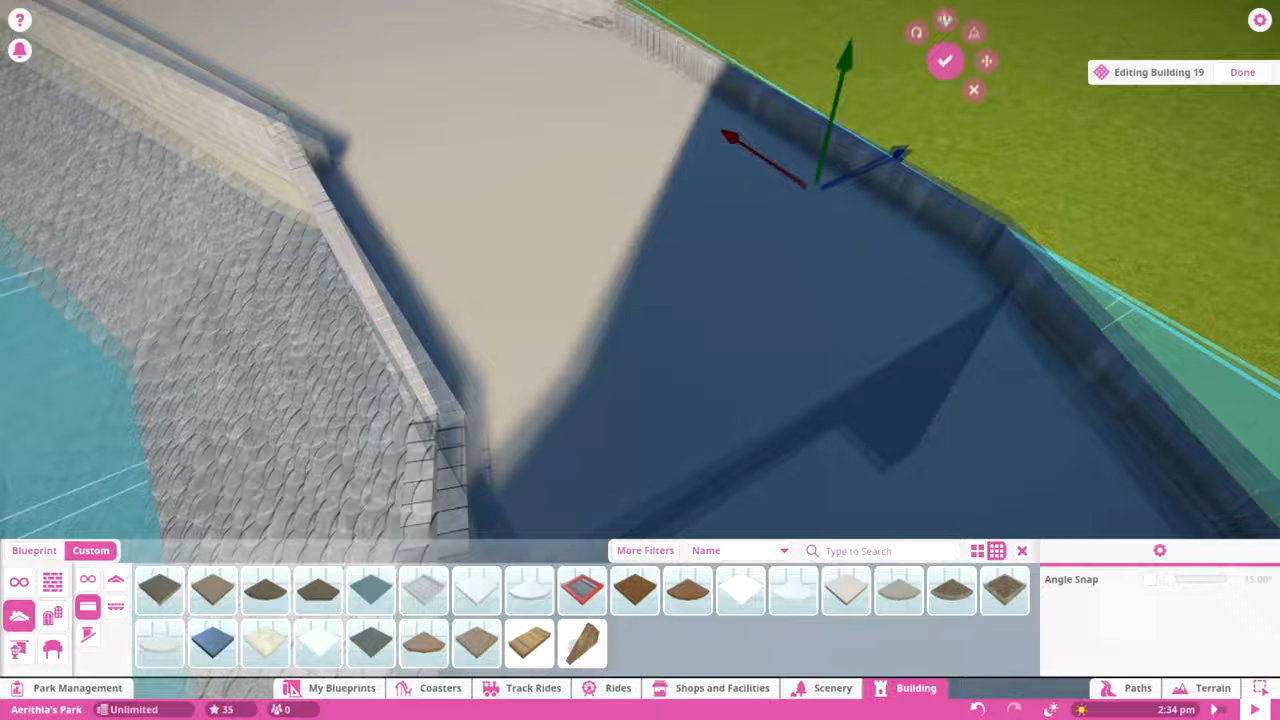 ?
Editing Building 19
Done
Blueprint
Custom
More Filters
Name
Type to Search
Angle Snap
15.00°
Park Management
My Blueprints
Coasters
Track Rides
Rides
Shops and Facilities
Scenery
Building
Paths
Terrain
Aerithia's Park
Unlimited
35
0
2:34 pm